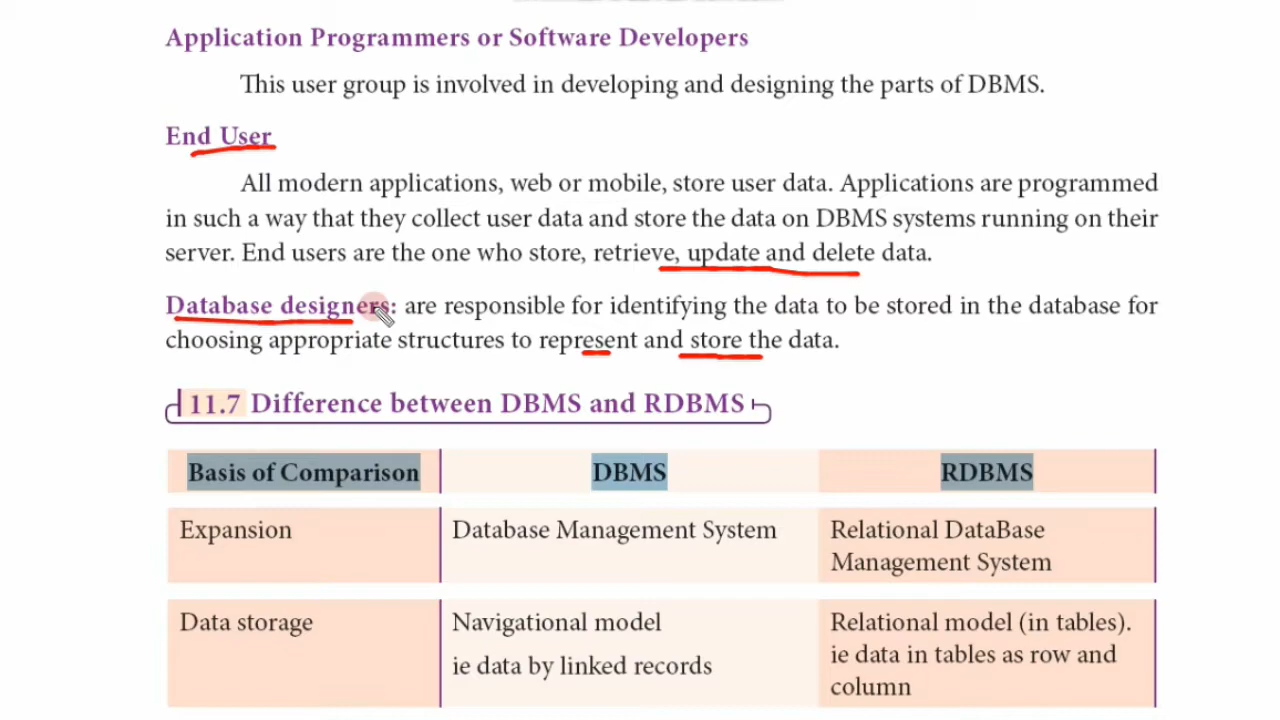 Application Programmers or Software Developers
This user group is involved in developing and designing the parts of DBMS.
End User
All modern applications, web or mobile, store user data. Applications are programmed
in such a way that they collect user data and store the data on DBMS systems running on their
server. End users are the one who store, retrieve, update and delete data.
Database designers: are responsible for identifying the data to be stored in the database for
choosing appropriate structures to represent and store the data.
11.7 Difference between DBMS and RDBMS
Basis of Comparison DBMS RDBMS
Expansion Database Management System Relational DataBase
Management System
Data storage Navigational model Relational model (in tables).
ie data by linked records ie data in tables as row and
column